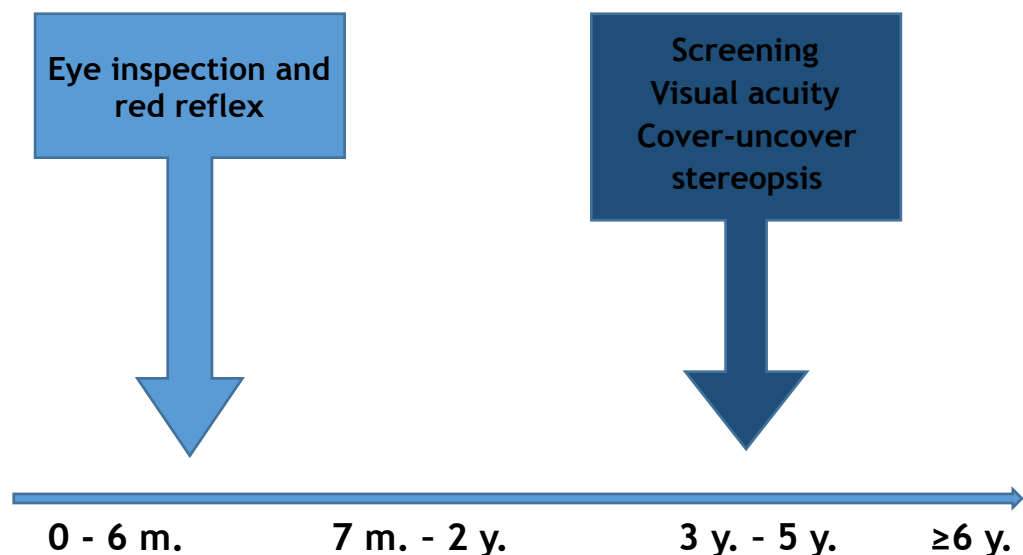 Eye inspection and
red reflex
Screening
Visual acuity
Cover-uncover
stereopsis
0 - 6 m.
7 m. – 2 y.
3 y. – 5 y.
≥6 y.